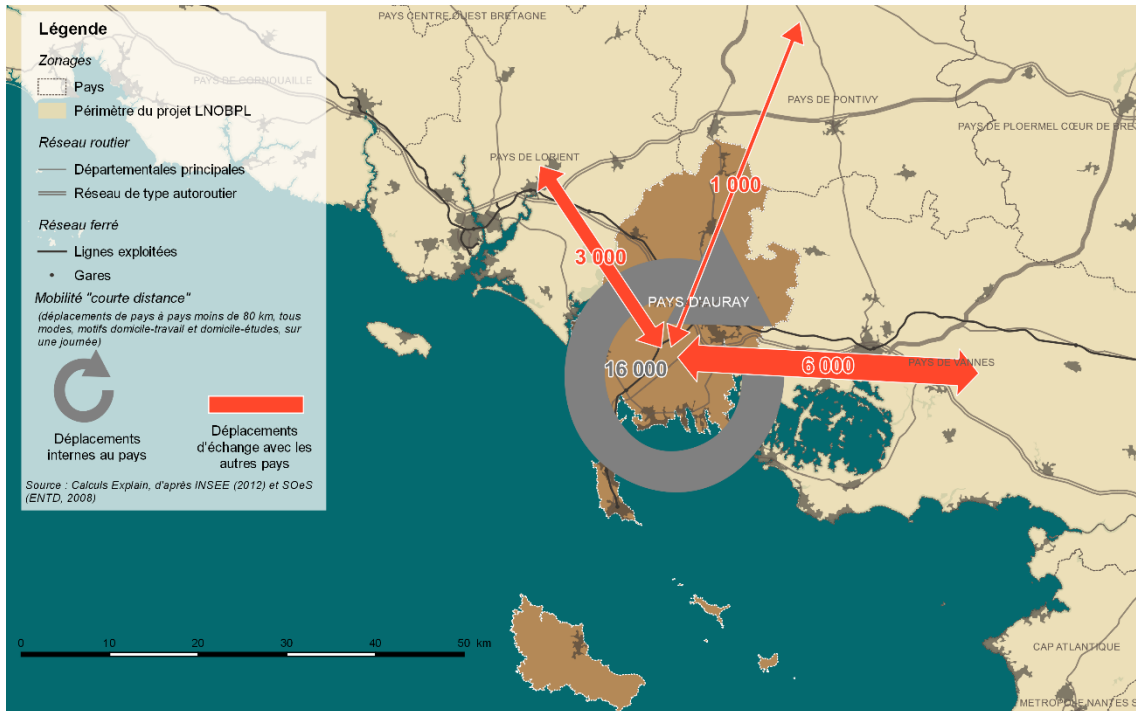 Légende
Zonages
Pays
Périmètre du projet LNOBPL
Réseau routier
Départementales principales
Réseau de type autoroutier
Réseau ferré
Lignes exploitées
Gares
Mobilité "courte distance"
(déplacements de pays à pays moins de 80 km, tous
modes, motifs domicile-travail et domicile-études, sur
une journée)
Déplacements
internes au pays
Déplacements
d'échange avec les
autres pays
Source : Calculs Explain, d'après INSEE (2012) et SOeS
(ENTD, 2008)
PAYS CENTRE OUEST BRETAGNE
PAYS DE CORNOUAILLE
PAYS DE PONTIVY
PAYS DE PLOERMEL CŒUR DE BRE
PAYS DE LORIENT
1 000
3 000
PAYS D'AURAY
16 000
6 000
PAYS DE VANNES
0 10 20 30 40 50 km
CAP ATLANTIQUE
METROPOLE NANTES S